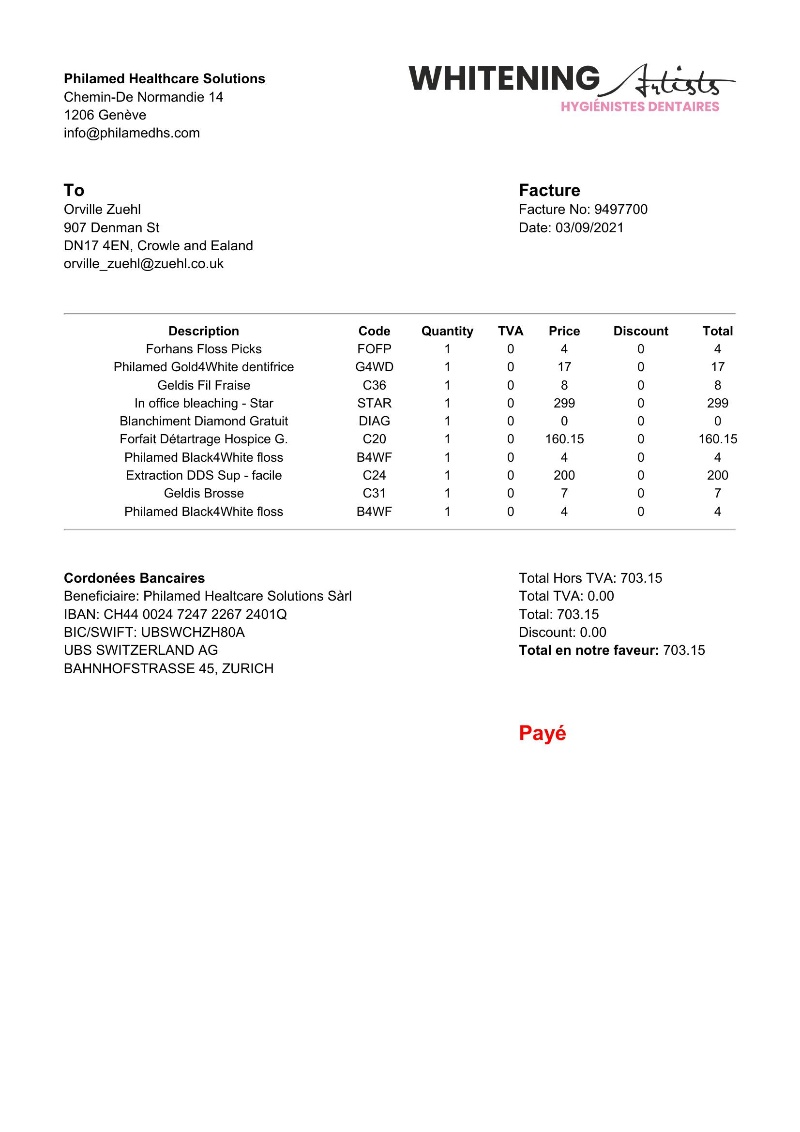 Philamed Healthcare Solutions
Chemin-De Normandie 14
1206 Genève
info@philamedhs.com
WHITENING Artists
HYGIÉNISTES DENTAIRES
To
Orville Zuehl
907 Denman St
DN17 4EN, Crowle and Ealand
orville_zuehl@zuehl.co.uk
Facture
Facture No: 9497700
Date: 03/09/2021
Description Code Quantity TVA Price Discount Total
Forhans Floss Picks FOFP 1 0 4 0 4
Philamed Gold4White dentifrice G4WD 1 0 17 0 17
Geldis Fil Fraise C36 1 0 8 0 8
In office bleaching - Star STAR 1 0 299 0 299
Blanchiment Diamond Gratuit DIAG 1 0 0 0 0
Forfait Détartrage Hospice G. C20 1 0 160.15 0 160.15
Philamed Black4White floss B4WF 1 0 4 0 4
Extraction DDS Sup - facile C24 1 0 200 0 200
Geldis Brosse C31 1 0 7 0 7
Philamed Black4White floss B4WF 1 0 4 0 4
Cordonées Bancaires
Beneficiaire: Philamed Healtcare Solutions Sàrl
IBAN: CH44 0024 7247 2267 2401Q
BIC/SWIFT: UBSWCHZH80A
UBS SWITZERLAND AG
BAHNHOFSTRASSE 45, ZURICH
Total Hors TVA: 703.15
Total TVA: 0.00
Total: 703.15
Discount: 0.00
Total en notre faveur: 703.15
Payé